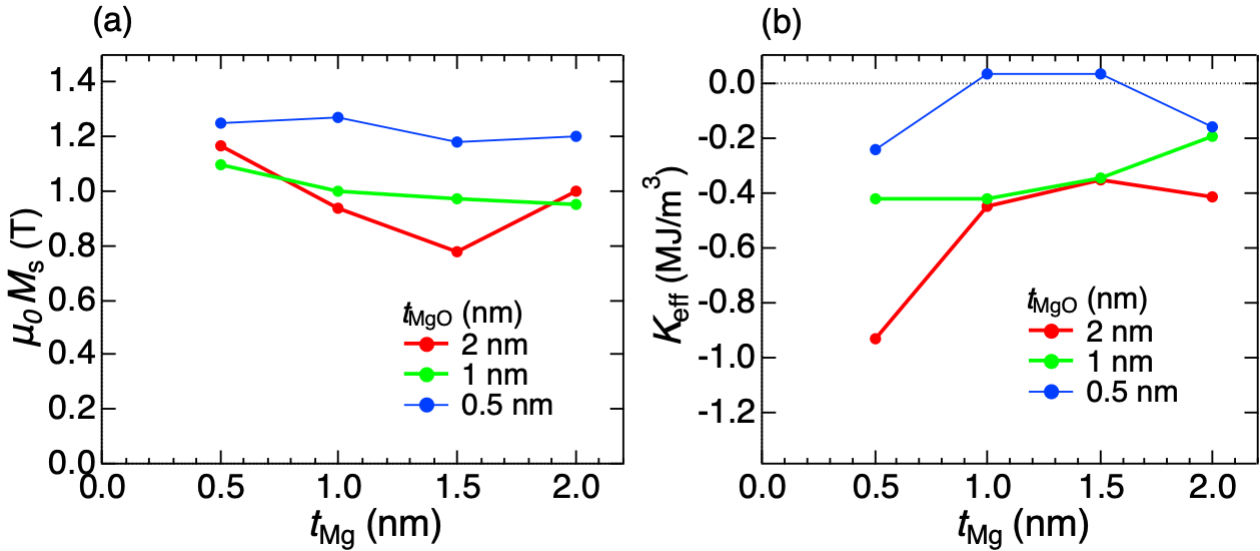 (a)
μ0Ms (T)
1.4
1.2
1.0
0.8
0.6
0.4
0.2
0.0
0.0 0.5 1.0 1.5 2.0
tMg (nm)
tMgO (nm)
2 nm
1 nm
0.5 nm
(b)
Keff (MJ/m³)
0.0
-0.2
-0.4
-0.6
-0.8
-1.0
-1.2
0.0 0.5 1.0 1.5 2.0
tMg (nm)
tMgO (nm)
2 nm
1 nm
0.5 nm